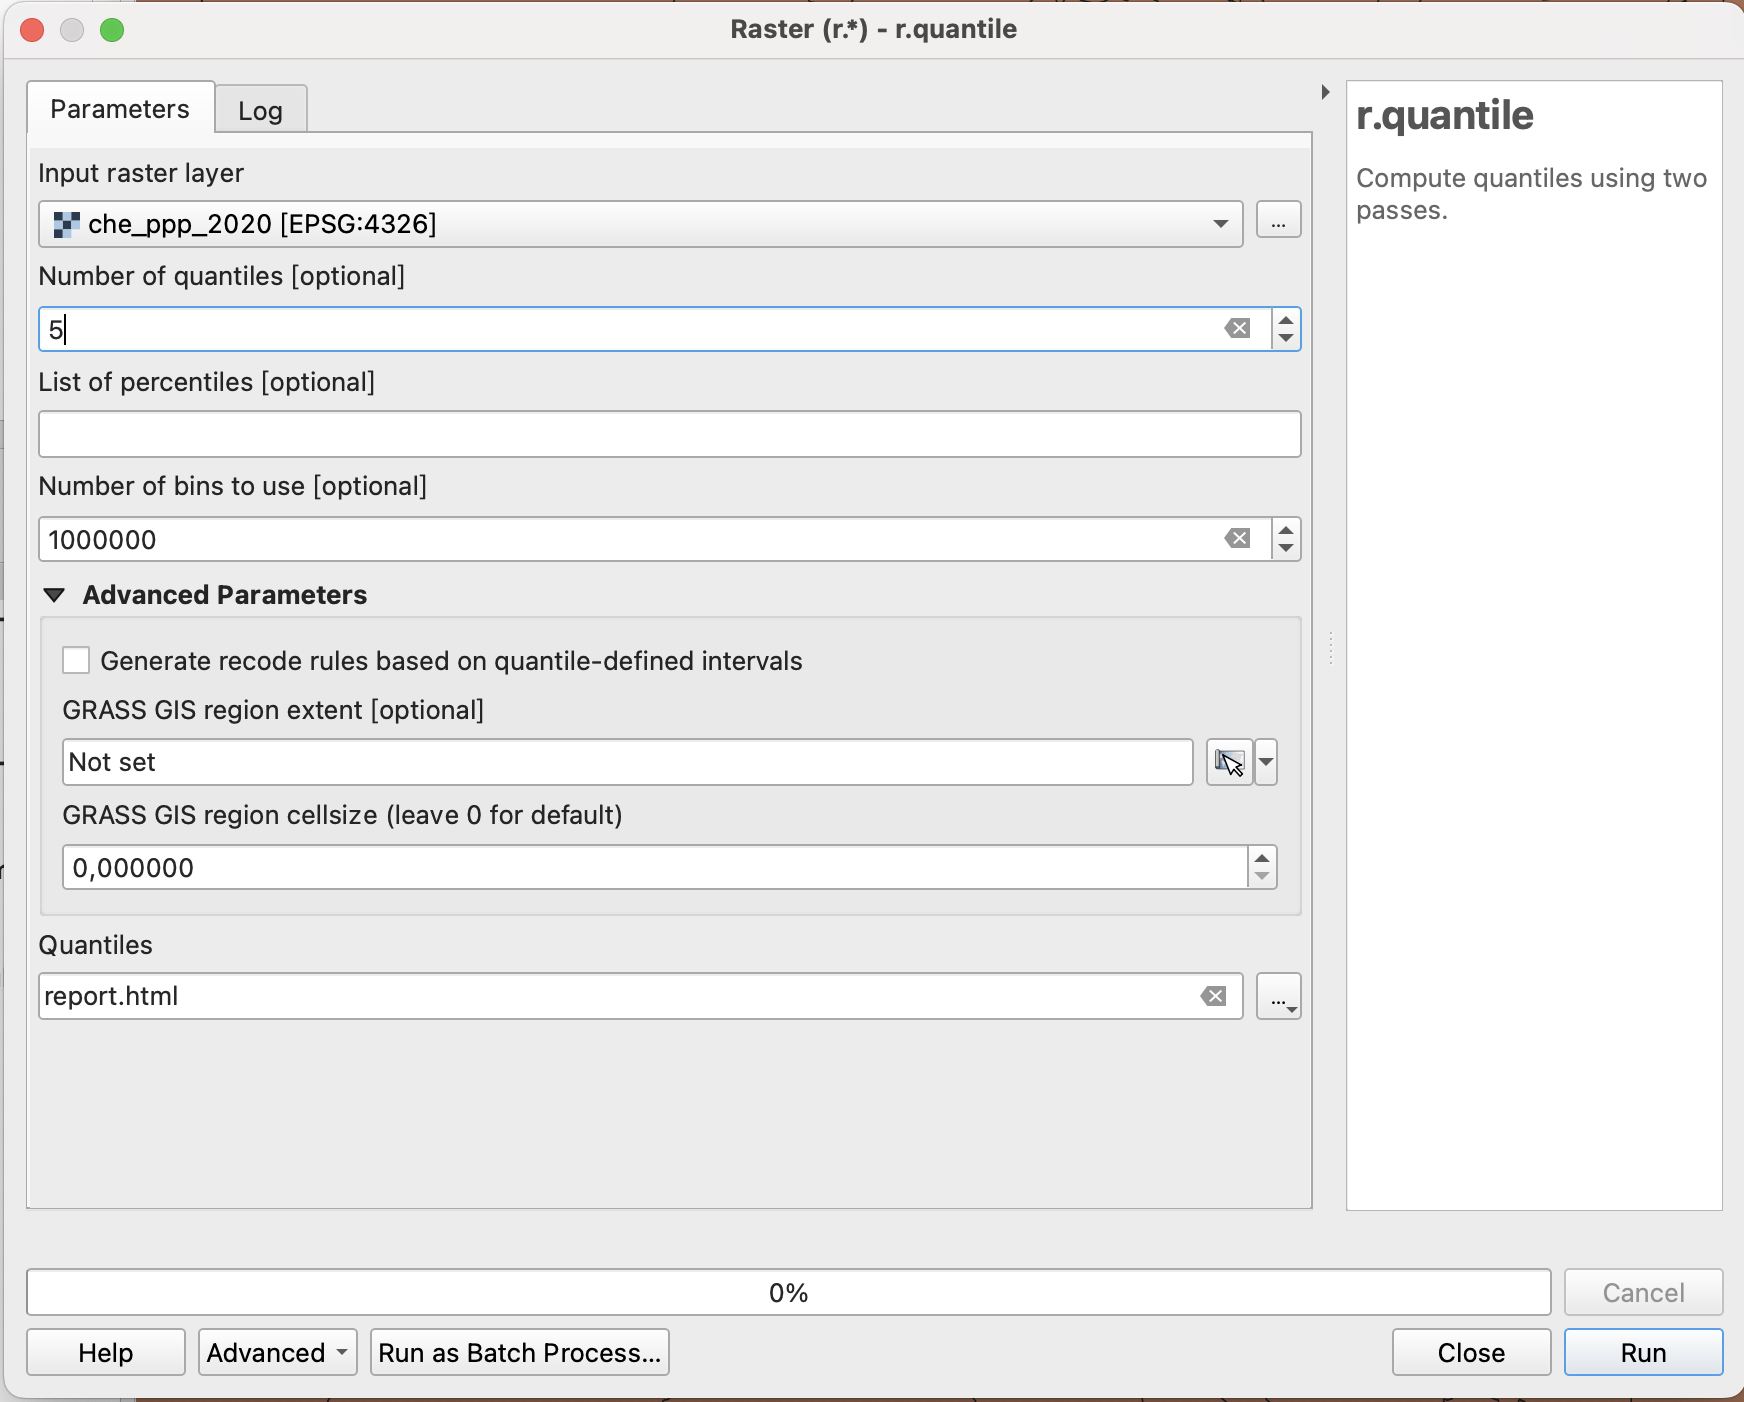 Raster (r.*) - r.quantile
Parameters
Log
Input raster layer
che_ppp_2020 [EPSG:4326]
...
Number of quantiles [optional]
5
List of percentiles [optional]
Number of bins to use [optional]
1000000
Advanced Parameters
Generate recode rules based on quantile-defined intervals
GRASS GIS region extent [optional]
Not set
GRASS GIS region cellsize (leave 0 for default)
0,000000
Quantiles
report.html
...
r.quantile
Compute quantiles using two
passes.
0%
Cancel
Help
Advanced
Run as Batch Process...
Close
Run